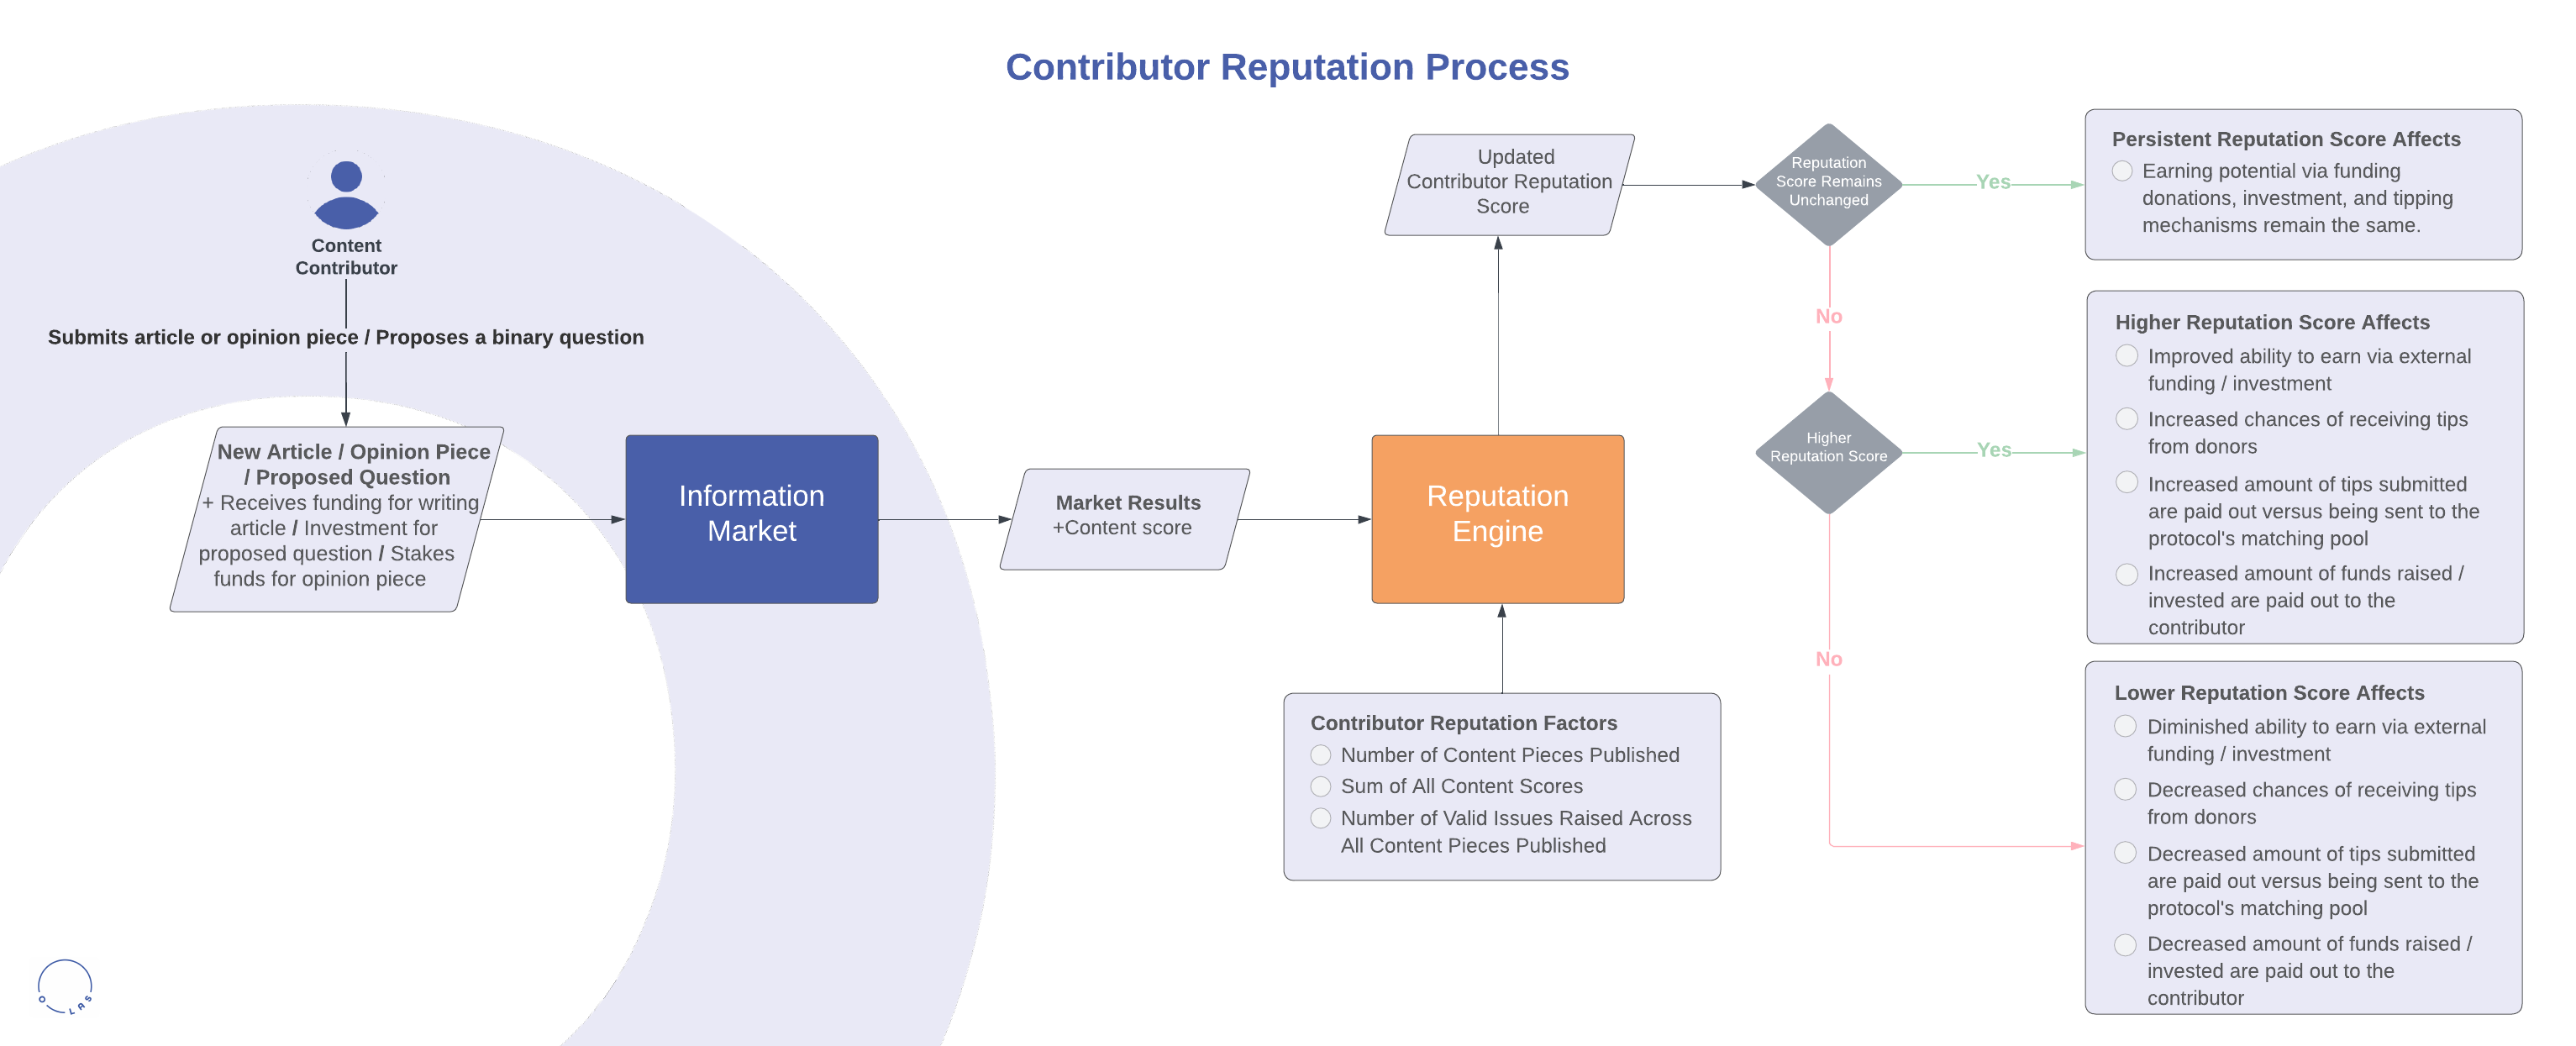 Contributor Reputation Process
Content
Contributor
Submits article or opinion piece / Proposes a binary question
New Article / Opinion Piece
/ Proposed Question
+ Receives funding for writing
article / Investment for
proposed question / Stakes
funds for opinion piece
Information
Market
Market Results
+Content score
Reputation
Engine
Contributor Reputation Factors
Number of Content Pieces Published
Sum of All Content Scores
Number of Valid Issues Raised Across
All Content Pieces Published
Updated
Contributor Reputation
Score
Reputation
Score Remains
Unchanged
Yes
No
Higher
Reputation Score
Yes
No
Persistent Reputation Score Affects
Earning potential via funding
donations, investment, and tipping
mechanisms remain the same.
Higher Reputation Score Affects
Improved ability to earn via external
funding / investment
Increased chances of receiving tips
from donors
Increased amount of tips submitted
are paid out versus being sent to the
protocol's matching pool
Increased amount of funds raised /
invested are paid out to the
contributor
Lower Reputation Score Affects
Diminished ability to earn via external
funding / investment
Decreased chances of receiving tips
from donors
Decreased amount of tips submitted
are paid out versus being sent to the
protocol's matching pool
Decreased amount of funds raised /
invested are paid out to the
contributor
OLAS